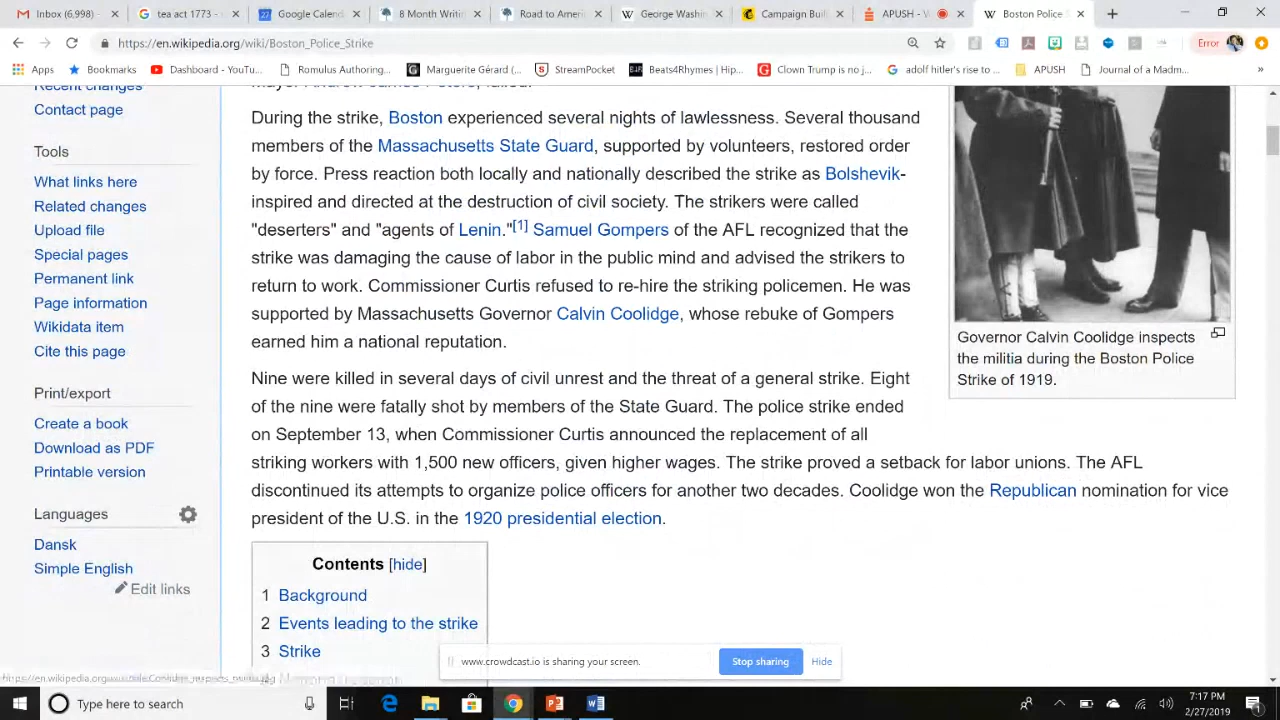 Inbox (6,998) -
tea act 1773 -
Google Calend
8 Month Writin
Road to Amer
George Washin
Campaign Buil
APUSH - V
Boston Police
https://en.wikipedia.org/wiki/Boston_Police_Strike
Error
Apps
Bookmarks
Dashboard - YouTu...
Romulus Authoring...
Marguerite Gérard (...
StreamPocket
Beats4Rhymes | Hip...
Clown Trump is no j...
adolf hitler's rise to ...
APUSH
Journal of a Madm...
»
Recent changes
Contact page
Tools
What links here
Related changes
Upload file
Special pages
Permanent link
Page information
Wikidata item
Cite this page
Print/export
Create a book
Download as PDF
Printable version
Languages
Dansk
Simple English
Edit links
Mayor Andrew James Peters, failed.
During the strike, Boston experienced several nights of lawlessness. Several thousand
members of the Massachusetts State Guard, supported by volunteers, restored order
by force. Press reaction both locally and nationally described the strike as Bolshevik-
inspired and directed at the destruction of civil society. The strikers were called
"deserters" and "agents of Lenin."[1] Samuel Gompers of the AFL recognized that the
strike was damaging the cause of labor in the public mind and advised the strikers to
return to work. Commissioner Curtis refused to re-hire the striking policemen. He was
supported by Massachusetts Governor Calvin Coolidge, whose rebuke of Gompers
earned him a national reputation.
Nine were killed in several days of civil unrest and the threat of a general strike. Eight
of the nine were fatally shot by members of the State Guard. The police strike ended
on September 13, when Commissioner Curtis announced the replacement of all
striking workers with 1,500 new officers, given higher wages. The strike proved a setback for labor unions. The AFL
discontinued its attempts to organize police officers for another two decades. Coolidge won the Republican nomination for vice
president of the U.S. in the 1920 presidential election.
Governor Calvin Coolidge inspects
the militia during the Boston Police
Strike of 1919.
Contents [hide]
1 Background
2 Events leading to the strike
3 Strike
www.crowdcast.io is sharing your screen.
Stop sharing
Hide
Type here to search
7:17 PM
2/27/2019
1